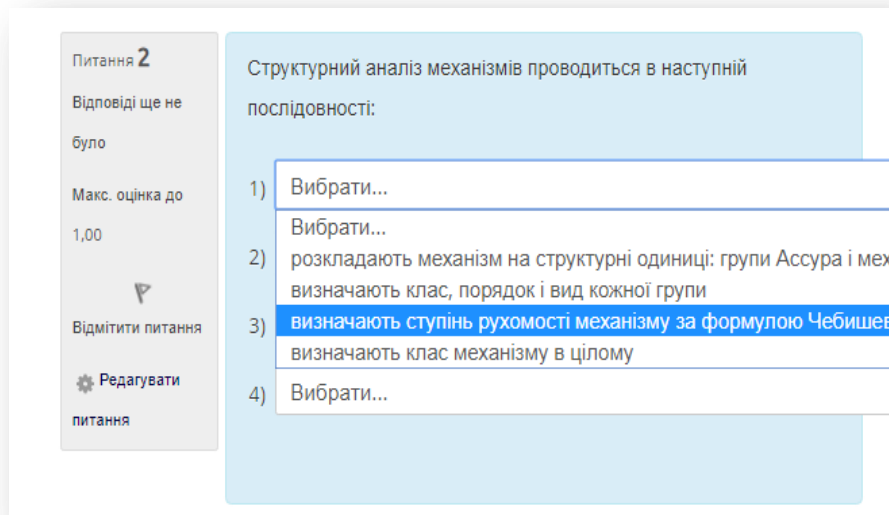 Питання 2
Відповіді ще не
було
Макс. оцінка до
1,00
Відмітити питання
Редагувати
питання
Структурний аналіз механізмів проводиться в наступній
послідовності:
1) Вибрати...
Вибрати...
2) розкладають механізм на структурні одиниці: групи Ассура і мех
визначають клас, порядок і вид кожної групи
3) визначають ступінь рухомості механізму за формулою Чебишев
визначають клас механізму в цілому
4) Вибрати...